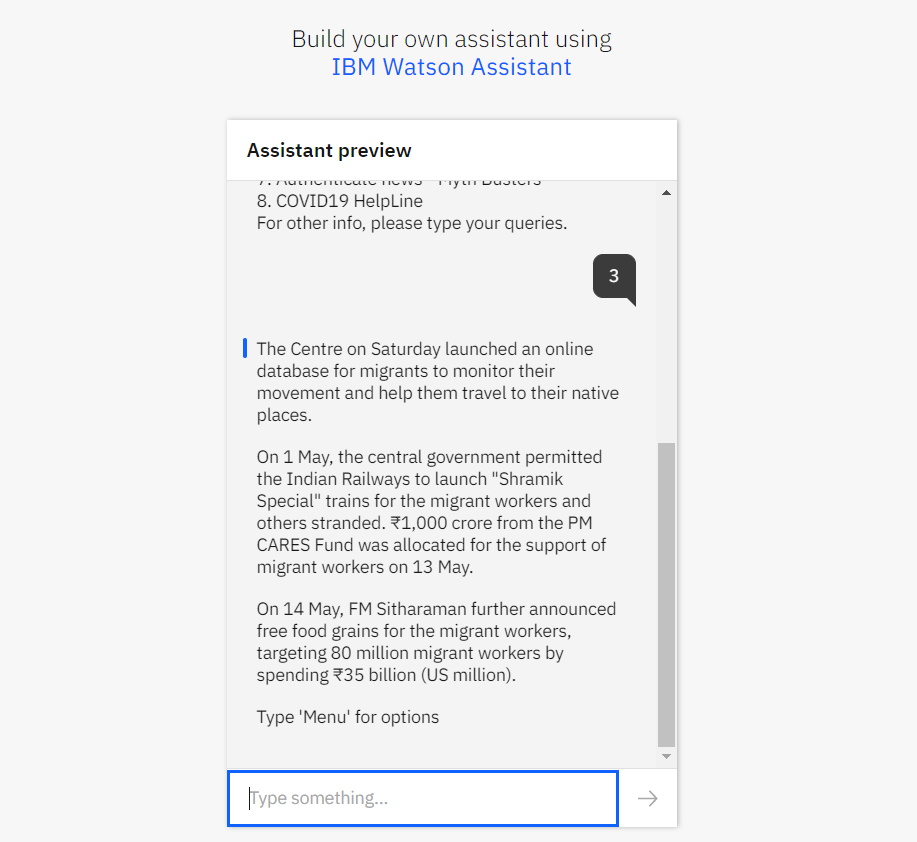 Build your own assistant using
IBM Watson Assistant
Assistant preview
7. Authenticate news - Myth Busters
8. COVID19 HelpLine
For other info, please type your queries.
3
The Centre on Saturday launched an online
database for migrants to monitor their
movement and help them travel to their native
places.
On 1 May, the central government permitted
the Indian Railways to launch "Shramik
Special" trains for the migrant workers and
others stranded. ₹1,000 crore from the PM
CARES Fund was allocated for the support of
migrant workers on 13 May.
On 14 May, FM Sitharaman further announced
free food grains for the migrant workers,
targeting 80 million migrant workers by
spending ₹35 billion (US million).
Type 'Menu' for options
Type something...